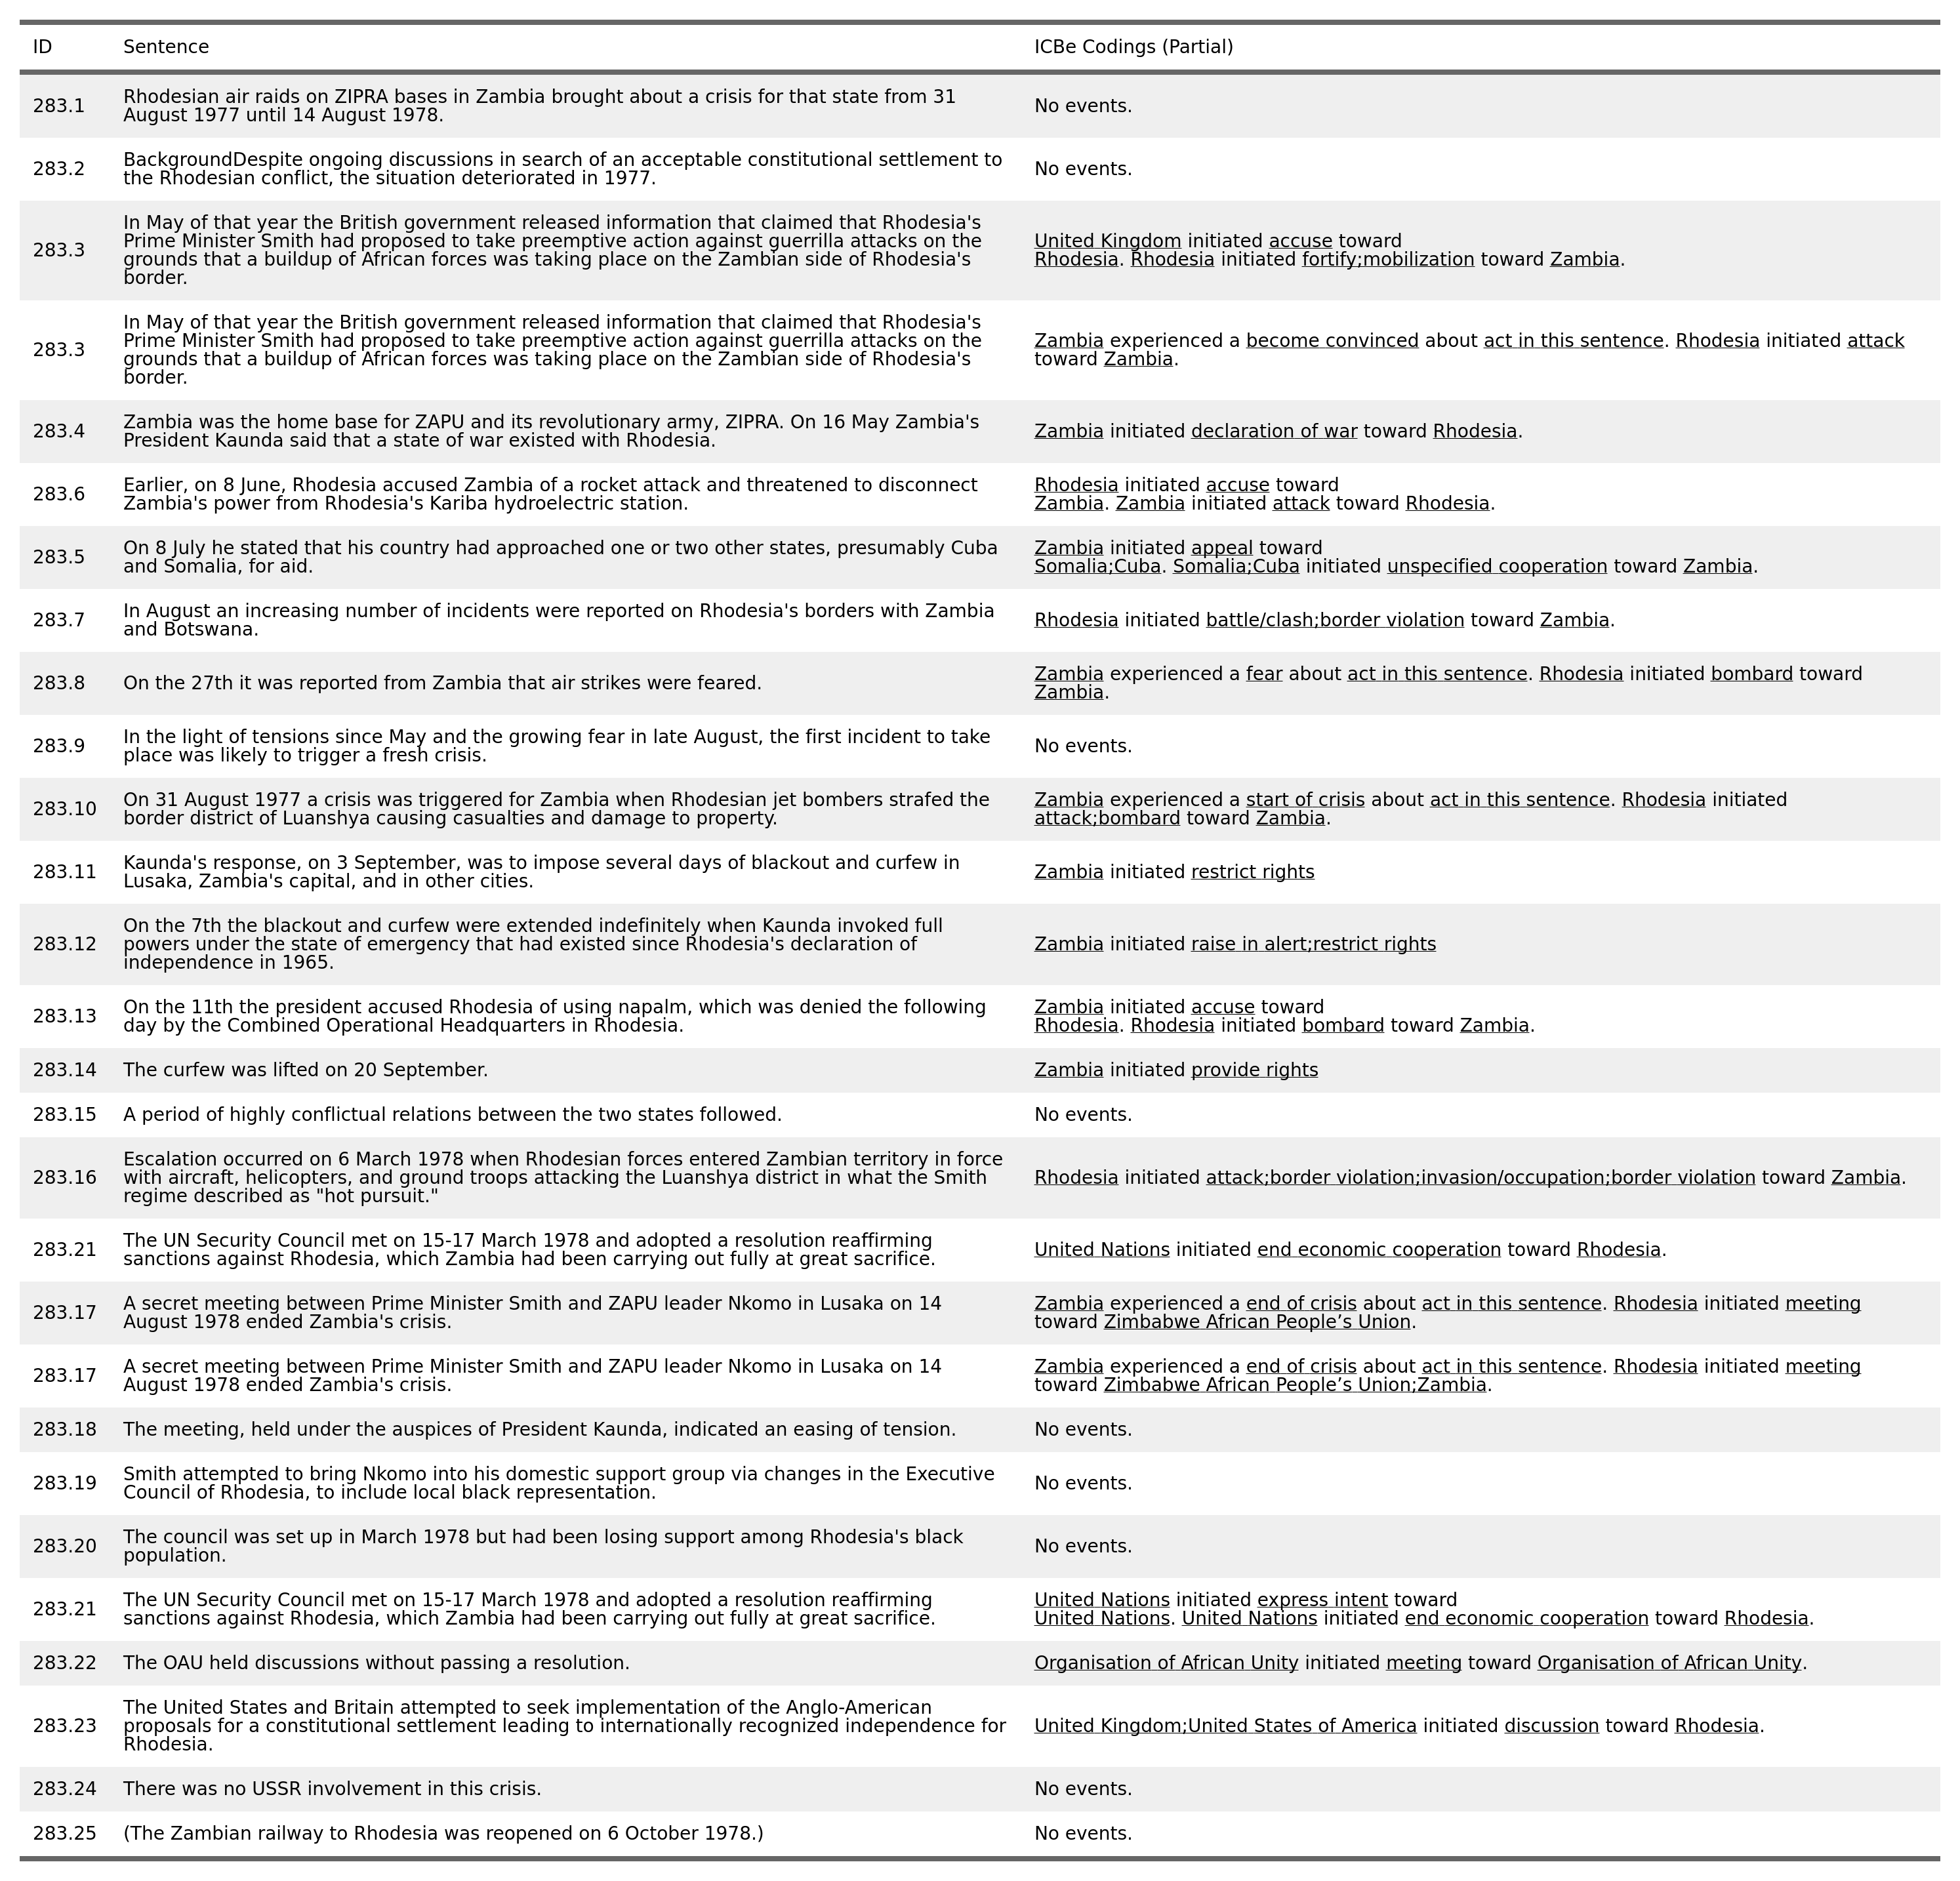 ID Sentence ICBe Codings (Partial)
283.1 Rhodesian air raids on ZIPRA bases in Zambia brought about a crisis for that state from 31
August 1977 until 14 August 1978.
No events.
283.2 BackgroundDespite ongoing discussions in search of an acceptable constitutional settlement to
the Rhodesian conflict, the situation deteriorated in 1977.
No events.
283.3 In May of that year the British government released information that claimed that Rhodesia's
Prime Minister Smith had proposed to take preemptive action against guerrilla attacks on the
grounds that a buildup of African forces was taking place on the Zambian side of Rhodesia's
border.
United Kingdom initiated accuse toward
Rhodesia. Rhodesia initiated fortify;mobilization toward Zambia.
283.3 In May of that year the British government released information that claimed that Rhodesia's
Prime Minister Smith had proposed to take preemptive action against guerrilla attacks on the
grounds that a buildup of African forces was taking place on the Zambian side of Rhodesia's
border.
Zambia experienced a become convinced about act in this sentence. Rhodesia initiated attack
toward Zambia.
283.4 Zambia was the home base for ZAPU and its revolutionary army, ZIPRA. On 16 May Zambia's
President Kaunda said that a state of war existed with Rhodesia.
Zambia initiated declaration of war toward Rhodesia.
283.6 Earlier, on 8 June, Rhodesia accused Zambia of a rocket attack and threatened to disconnect
Zambia's power from Rhodesia's Kariba hydroelectric station.
Rhodesia initiated accuse toward
Zambia. Zambia initiated attack toward Rhodesia.
283.5 On 8 July he stated that his country had approached one or two other states, presumably Cuba
and Somalia, for aid.
Zambia initiated appeal toward
Somalia;Cuba. Somalia;Cuba initiated unspecified cooperation toward Zambia.
283.7 In August an increasing number of incidents were reported on Rhodesia's borders with Zambia
and Botswana.
Rhodesia initiated battle/clash;border violation toward Zambia.
283.8 On the 27th it was reported from Zambia that air strikes were feared.
Zambia experienced a fear about act in this sentence. Rhodesia initiated bombard toward
Zambia.
283.9 In the light of tensions since May and the growing fear in late August, the first incident to take
place was likely to trigger a fresh crisis.
No events.
283.10 On 31 August 1977 a crisis was triggered for Zambia when Rhodesian jet bombers strafed the
border district of Luanshya causing casualties and damage to property.
Zambia experienced a start of crisis about act in this sentence. Rhodesia initiated
attack;bombard toward Zambia.
283.11 Kaunda's response, on 3 September, was to impose several days of blackout and curfew in
Lusaka, Zambia's capital, and in other cities.
Zambia initiated restrict rights
283.12 On the 7th the blackout and curfew were extended indefinitely when Kaunda invoked full
powers under the state of emergency that had existed since Rhodesia's declaration of
independence in 1965.
Zambia initiated raise in alert;restrict rights
283.13 On the 11th the president accused Rhodesia of using napalm, which was denied the following
day by the Combined Operational Headquarters in Rhodesia.
Zambia initiated accuse toward
Rhodesia. Rhodesia initiated bombard toward Zambia.
283.14 The curfew was lifted on 20 September.
Zambia initiated provide rights
283.15 A period of highly conflictual relations between the two states followed.
No events.
283.16 Escalation occurred on 6 March 1978 when Rhodesian forces entered Zambian territory in force
with aircraft, helicopters, and ground troops attacking the Luanshya district in what the Smith
regime described as "hot pursuit."
Rhodesia initiated attack;border violation;invasion/occupation;border violation toward Zambia.
283.21 The UN Security Council met on 15-17 March 1978 and adopted a resolution reaffirming
sanctions against Rhodesia, which Zambia had been carrying out fully at great sacrifice.
United Nations initiated end economic cooperation toward Rhodesia.
283.17 A secret meeting between Prime Minister Smith and ZAPU leader Nkomo in Lusaka on 14
August 1978 ended Zambia's crisis.
Zambia experienced a end of crisis about act in this sentence. Rhodesia initiated meeting
toward Zimbabwe African People’s Union.
283.17 A secret meeting between Prime Minister Smith and ZAPU leader Nkomo in Lusaka on 14
August 1978 ended Zambia's crisis.
Zambia experienced a end of crisis about act in this sentence. Rhodesia initiated meeting
toward Zimbabwe African People’s Union;Zambia.
283.18 The meeting, held under the auspices of President Kaunda, indicated an easing of tension.
No events.
283.19 Smith attempted to bring Nkomo into his domestic support group via changes in the Executive
Council of Rhodesia, to include local black representation.
No events.
283.20 The council was set up in March 1978 but had been losing support among Rhodesia's black
population.
No events.
283.21 The UN Security Council met on 15-17 March 1978 and adopted a resolution reaffirming
sanctions against Rhodesia, which Zambia had been carrying out fully at great sacrifice.
United Nations initiated express intent toward
United Nations. United Nations initiated end economic cooperation toward Rhodesia.
283.22 The OAU held discussions without passing a resolution.
Organisation of African Unity initiated meeting toward Organisation of African Unity.
283.23 The United States and Britain attempted to seek implementation of the Anglo-American
proposals for a constitutional settlement leading to internationally recognized independence for
Rhodesia.
United Kingdom;United States of America initiated discussion toward Rhodesia.
283.24 There was no USSR involvement in this crisis.
No events.
283.25 (The Zambian railway to Rhodesia was reopened on 6 October 1978.)
No events.